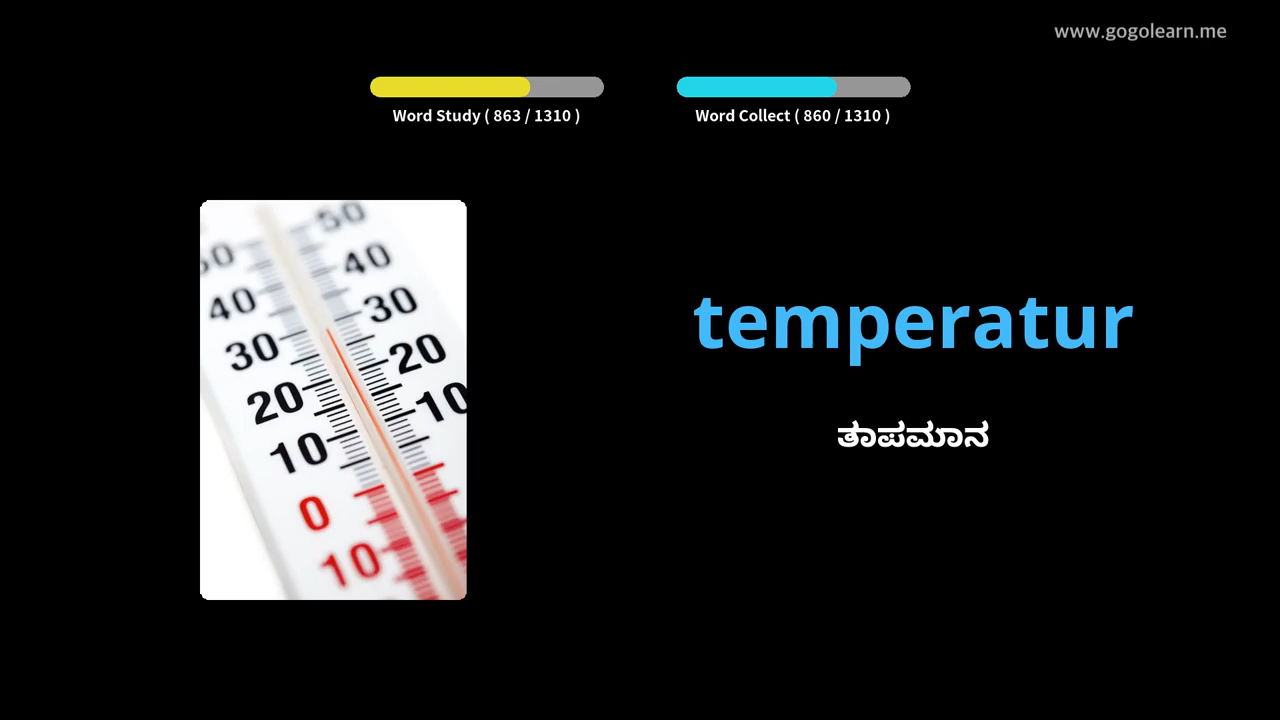 www.gogolearn.me
Word Study ( 863 / 1310 )
Word Collect ( 860 / 1310 )
50
50
40
40
30
30
20
20
10
10
0
10
temperatur
ತಾಪಮಾನ